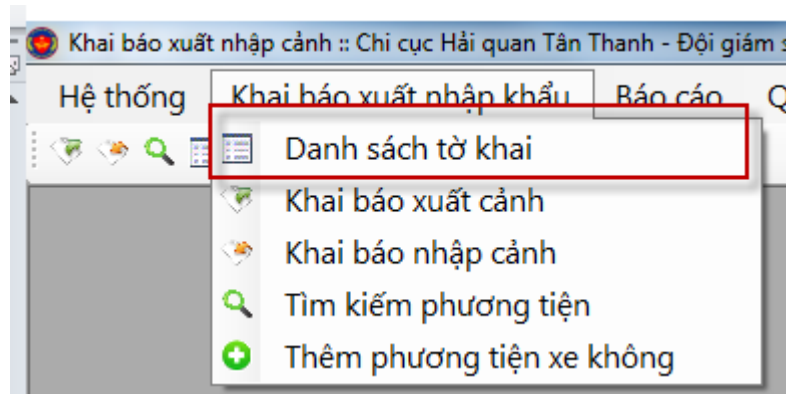 Khai báo xuất nhập cảnh :: Chi cục Hải quan Tân Thanh - Đội giám
Hệ thống Khai báo xuất nhập khẩu Báo cáo Q
Danh sách tờ khai
Khai báo xuất cảnh
Khai báo nhập cảnh
Tìm kiếm phương tiện
Thêm phương tiện xe không